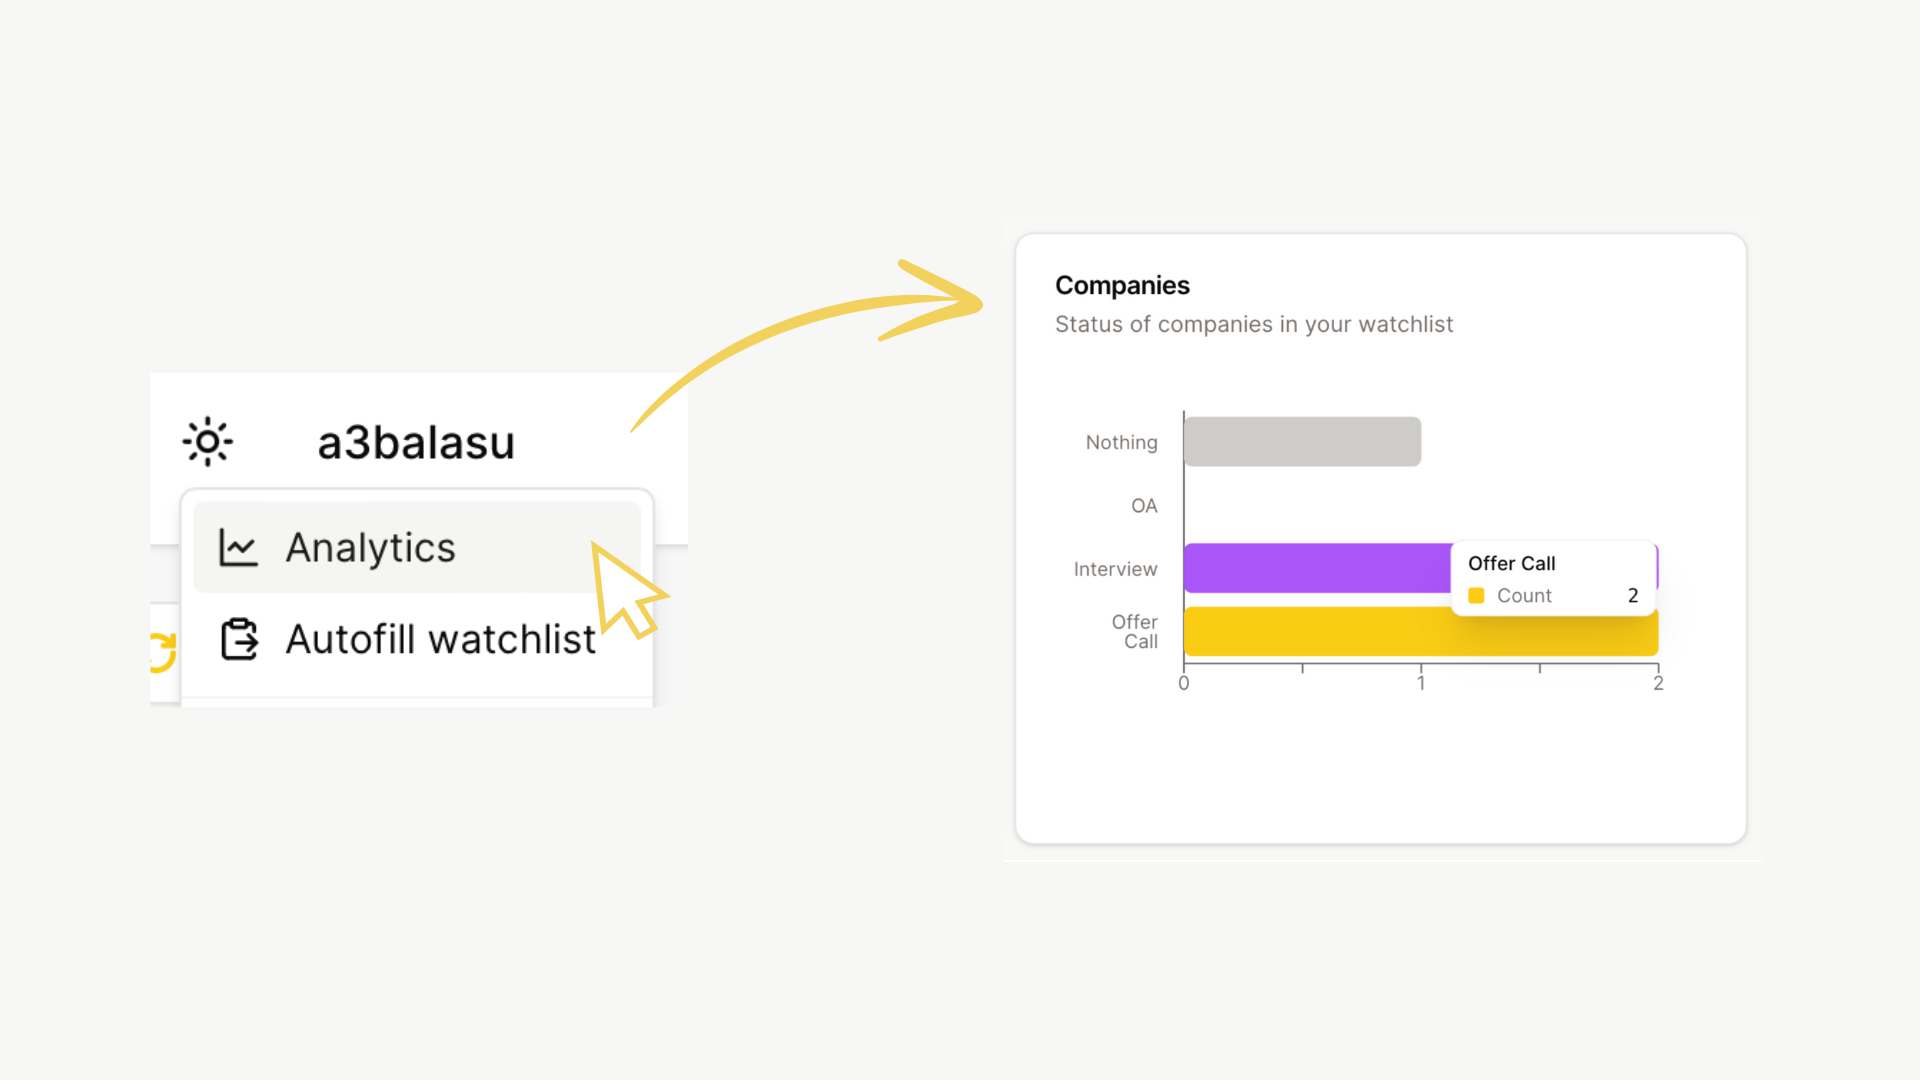 a3balasu
Analytics
Autofill watchlist
Companies
Status of companies in your watchlist
Nothing
OA
Interview
Offer
Call
Offer Call
Count 2
0 1 2